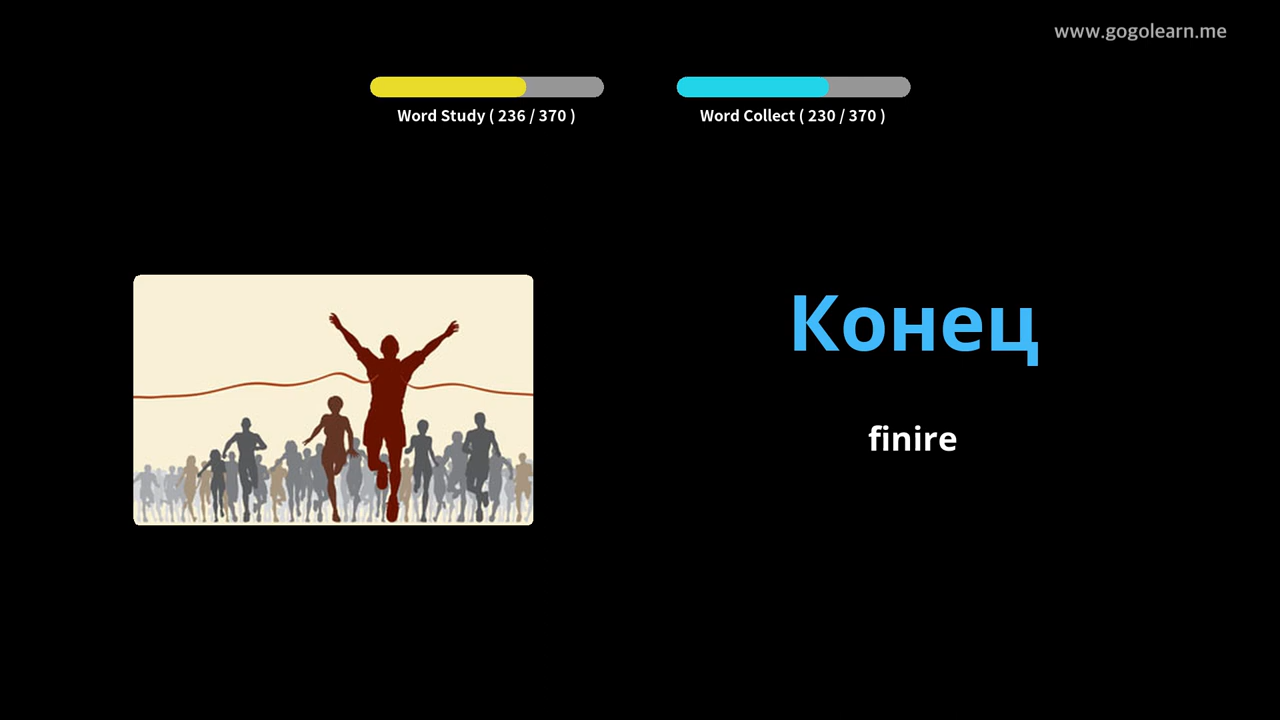 www.gogolearn.me
Word Study ( 236 / 370 )
Word Collect ( 230 / 370 )
Конец
finire